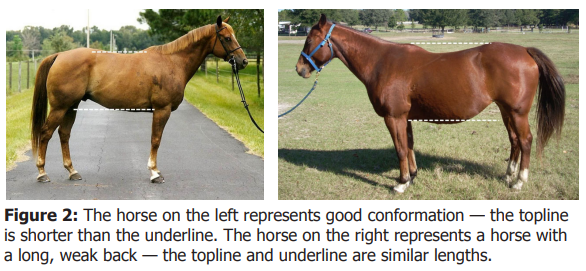 Figure 2: The horse on the left represents good conformation — the topline
is shorter than the underline. The horse on the right represents a horse with
a long, weak back — the topline and underline are similar lengths.